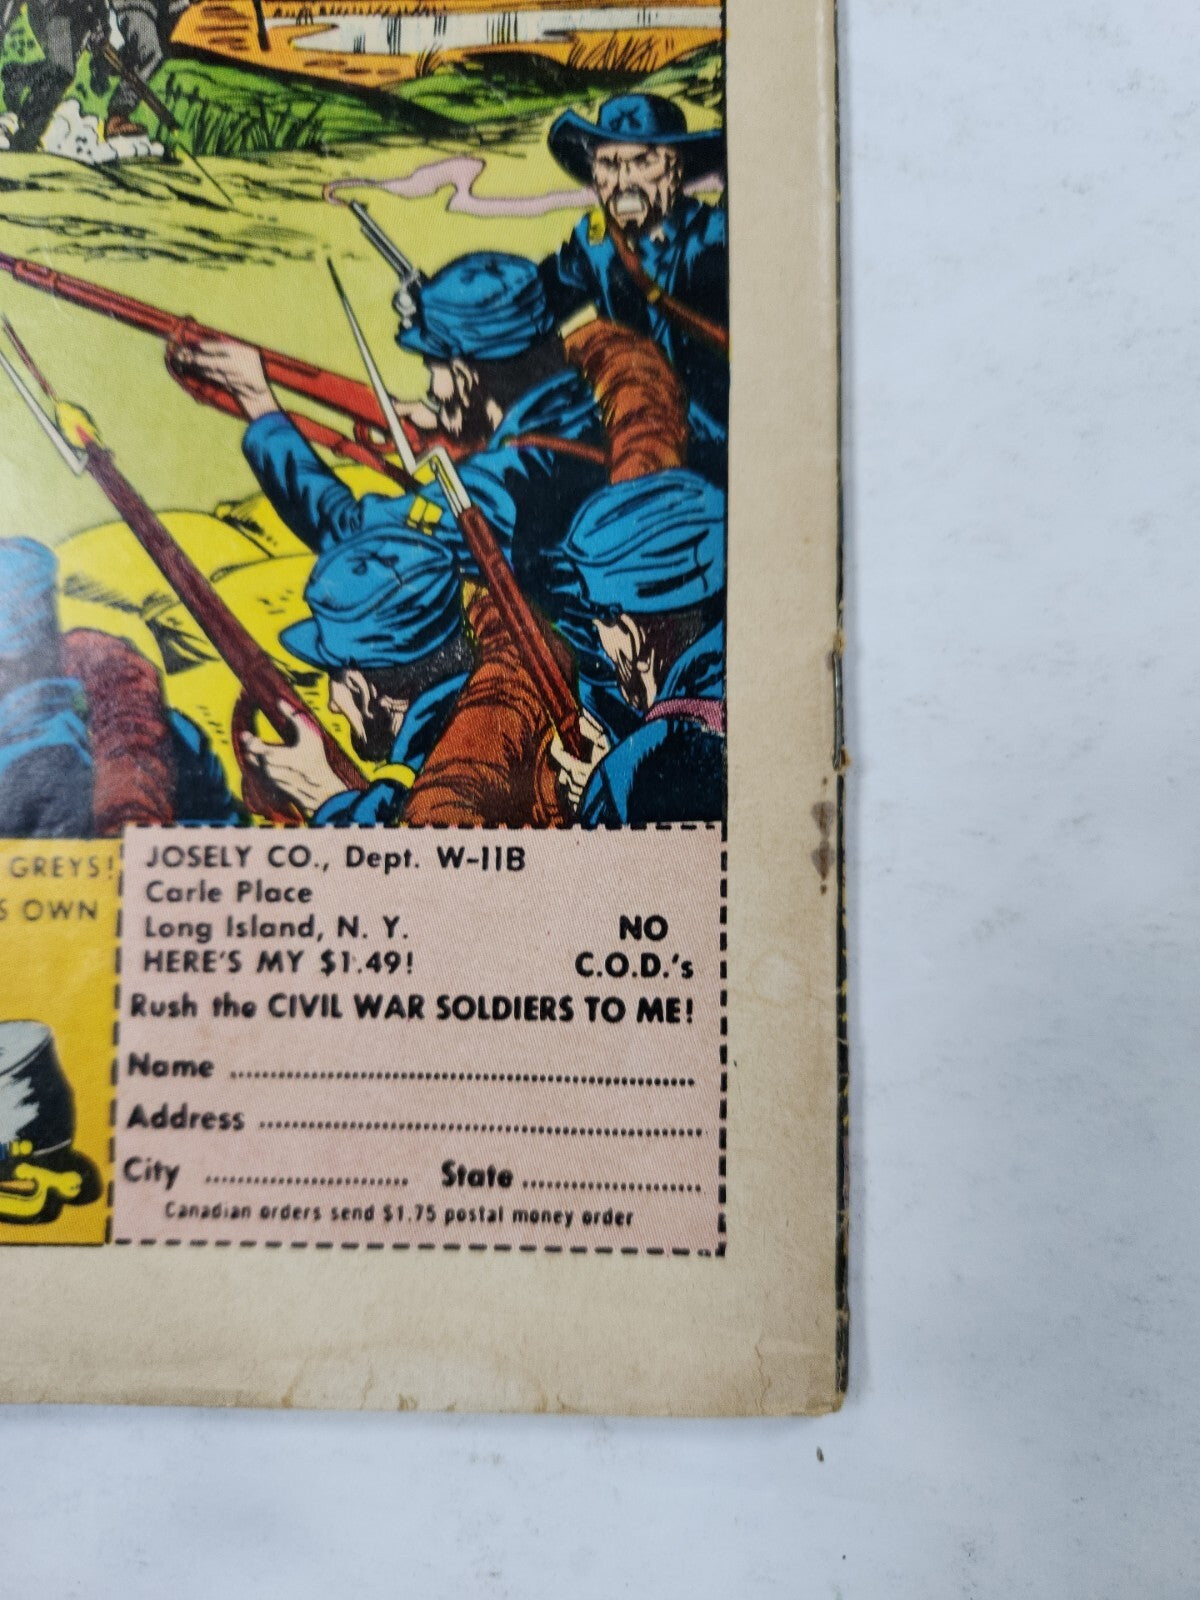 GREYS!
S OWN
JOSELY CO., Dept. W-11B
Carle Place
Long Island, N. Y.
HERE'S MY $1.49!
NO
C.O.D.'s
Rush the CIVIL WAR SOLDIERS TO ME!
Name
Address
City State
Canadian orders send $1.75 postal money order